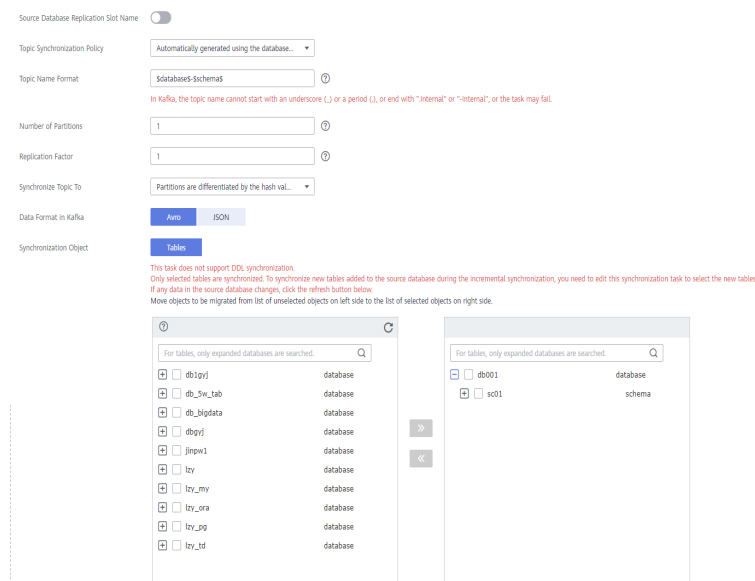 Source Database Replication Slot Name
Topic Synchronization Policy Automatically generated using the database...
Topic Name Format $database$-$schema$
In Kafka, the topic name cannot start with an underscore (_) or a period (.), or end with ".internal" or "-internal", or the task may fail.
Number of Partitions 1
Replication Factor 1
Synchronize Topic To Partitions are differentiated by the hash val...
Data Format in Kafka Avro JSON
Synchronization Object Tables
This task does not support DDL synchronization.
Only selected tables are synchronized. To synchronize new tables added to the source database during the incremental synchronization, you need to edit this synchronization task to select the new tables
If any data in the source database changes, click the refresh button below.
Move objects to be migrated from list of unselected objects on left side to the list of selected objects on right side.
For tables, only expanded databases are searched. For tables, only expanded databases are searched.
db1gyj database db001 database
db_5w_tab database sc01 schema
db_bigdata database
dbgyj database
jinpw1 database
lzy database
lzy_my database
lzy_ora database
lzy_pg database
lzy_td database